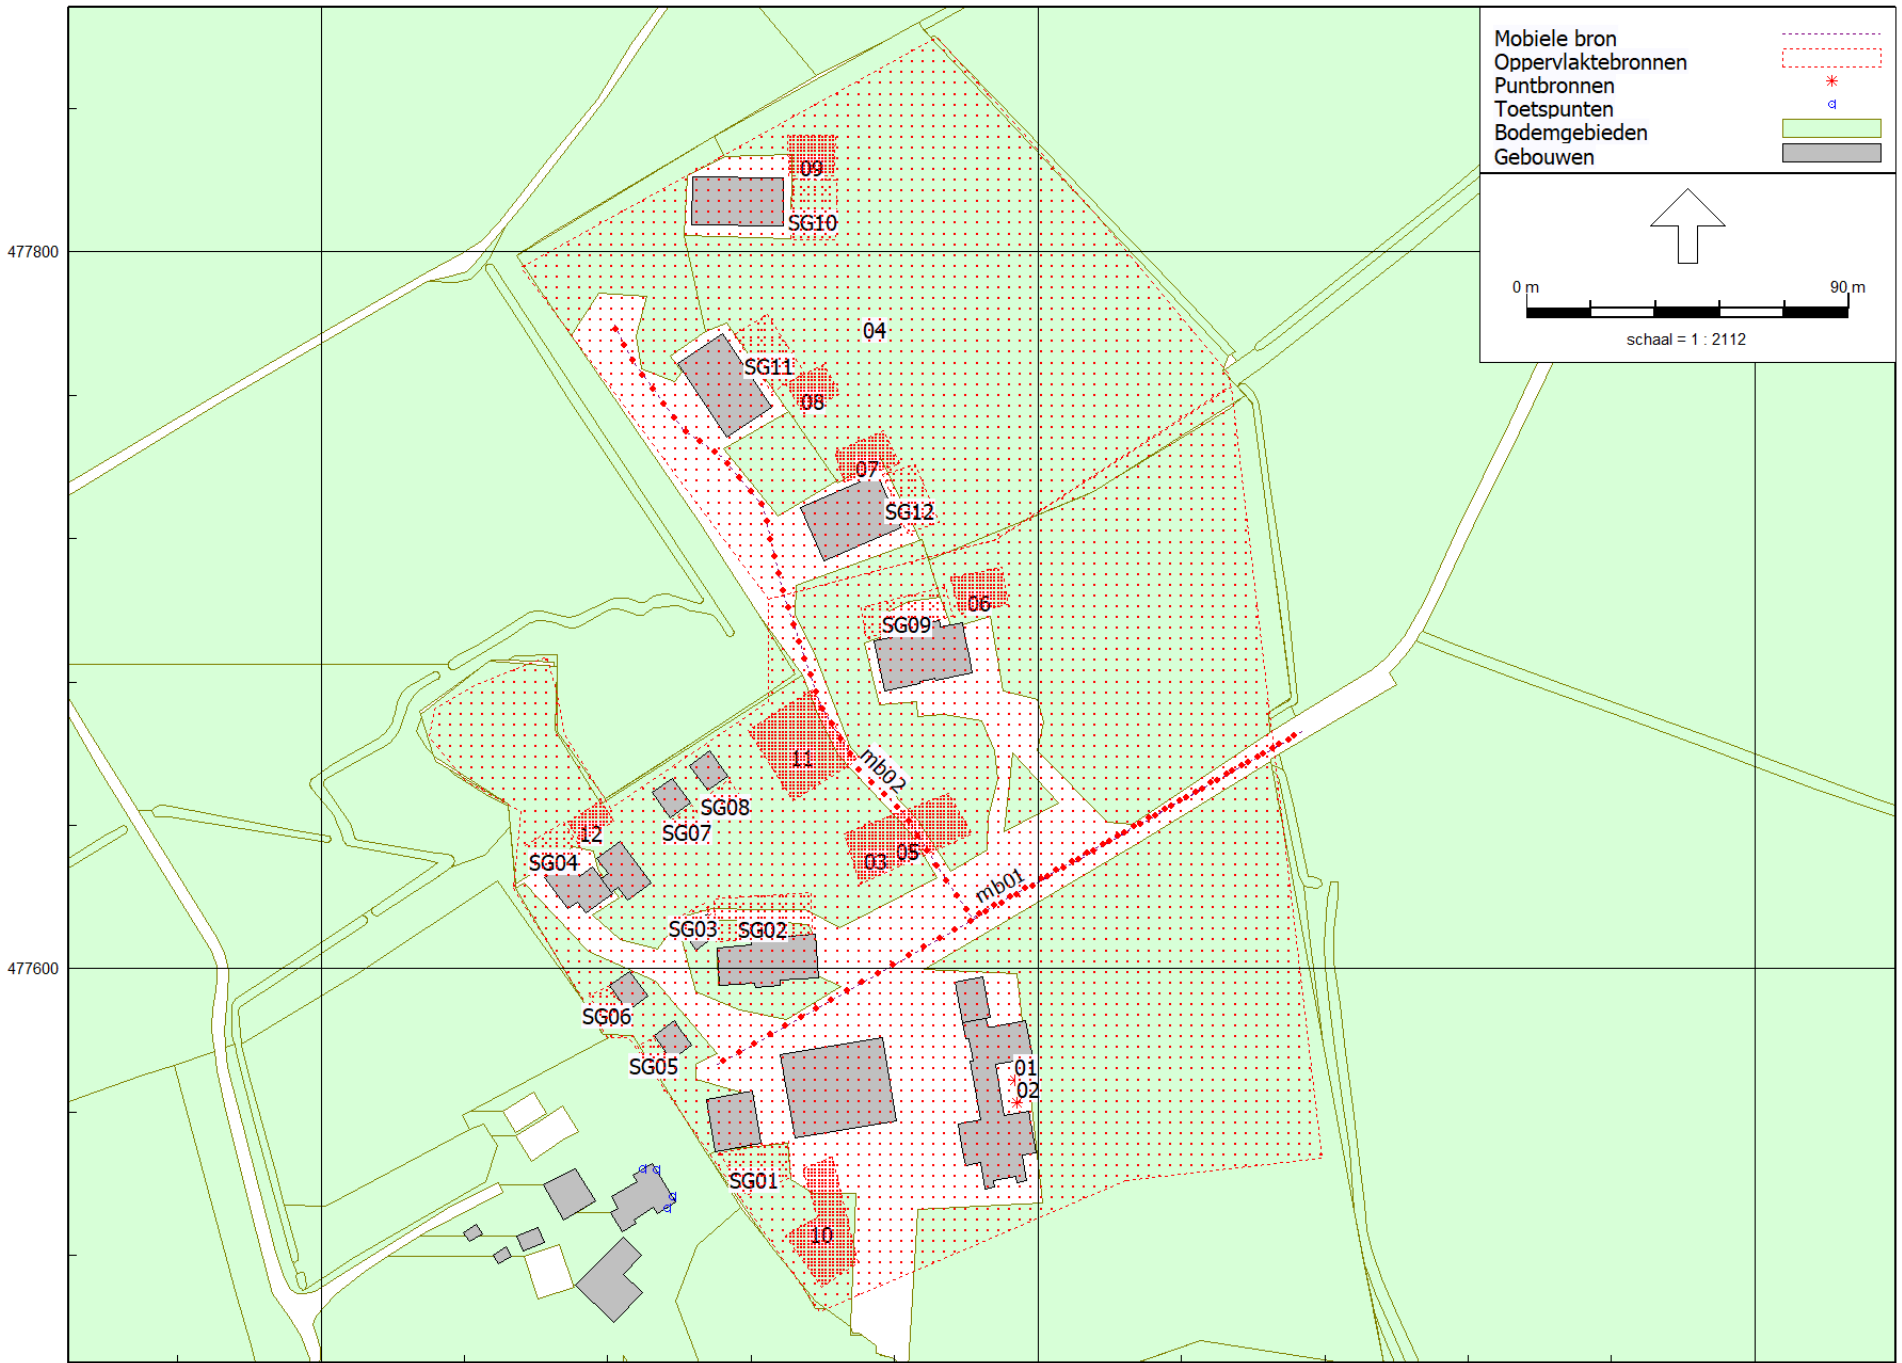 Mobiele bron
Oppervlaktebronnen
Puntbronnen
Toetspunten
Bodemgebieden
Gebouwen
0 m
90 m
schaal = 1 : 2112
09
SG10
477800
04
SG11
08
07
SG12
06
SG09
11
mb02
SG08
SG07
12
SG04
03
05
mb01
SG03
SG02
477600
SG06
SG05
01
02
SG01
10